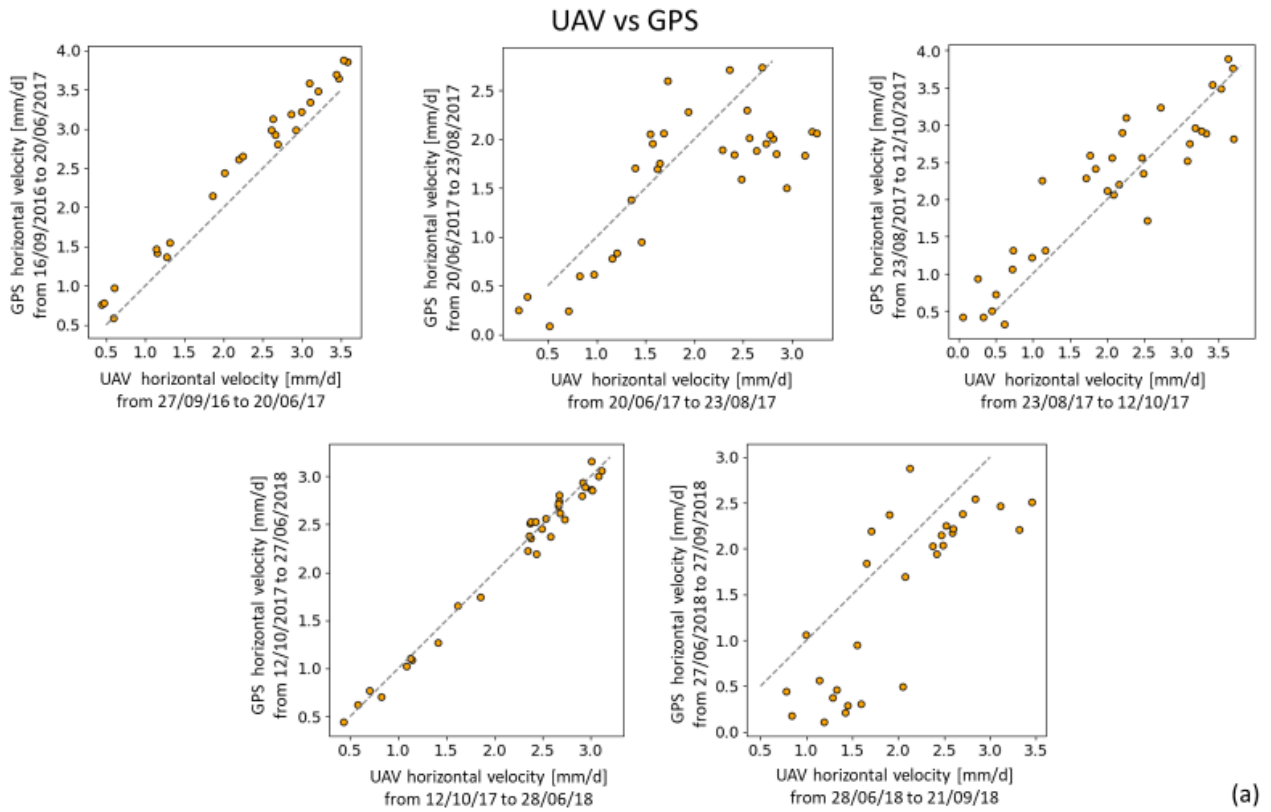 UAV vs GPS
GPS horizontal velocity [mm/d]
from 16/09/2016 to 20/06/2017
4.0
3.5
3.0
2.5
2.0
1.5
1.0
0.5
0.5 1.0 1.5 2.0 2.5 3.0 3.5
UAV horizontal velocity [mm/d]
from 27/09/16 to 20/06/17
GPS horizontal velocity [mm/d]
from 20/06/2017 to 23/08/2017
2.5
2.0
1.5
1.0
0.5
0.0
0.5 1.0 1.5 2.0 2.5 3.0
UAV horizontal velocity [mm/d]
from 20/06/17 to 23/08/17
GPS horizontal velocity [mm/d]
from 23/08/2017 to 12/10/2017
4.0
3.5
3.0
2.5
2.0
1.5
1.0
0.5
0.0 0.5 1.0 1.5 2.0 2.5 3.0 3.5
UAV horizontal velocity [mm/d]
from 23/08/17 to 12/10/17
GPS horizontal velocity [mm/d]
from 12/10/2017 to 27/06/2018
3.0
2.5
2.0
1.5
1.0
0.5
0.5 1.0 1.5 2.0 2.5 3.0
UAV horizontal velocity [mm/d]
from 12/10/17 to 28/06/18
GPS horizontal velocity [mm/d]
from 27/06/2018 to 27/09/2018
3.0
2.5
2.0
1.5
1.0
0.5
0.0
0.5 1.0 1.5 2.0 2.5 3.0 3.5
UAV horizontal velocity [mm/d]
from 28/06/18 to 21/09/18
(a)